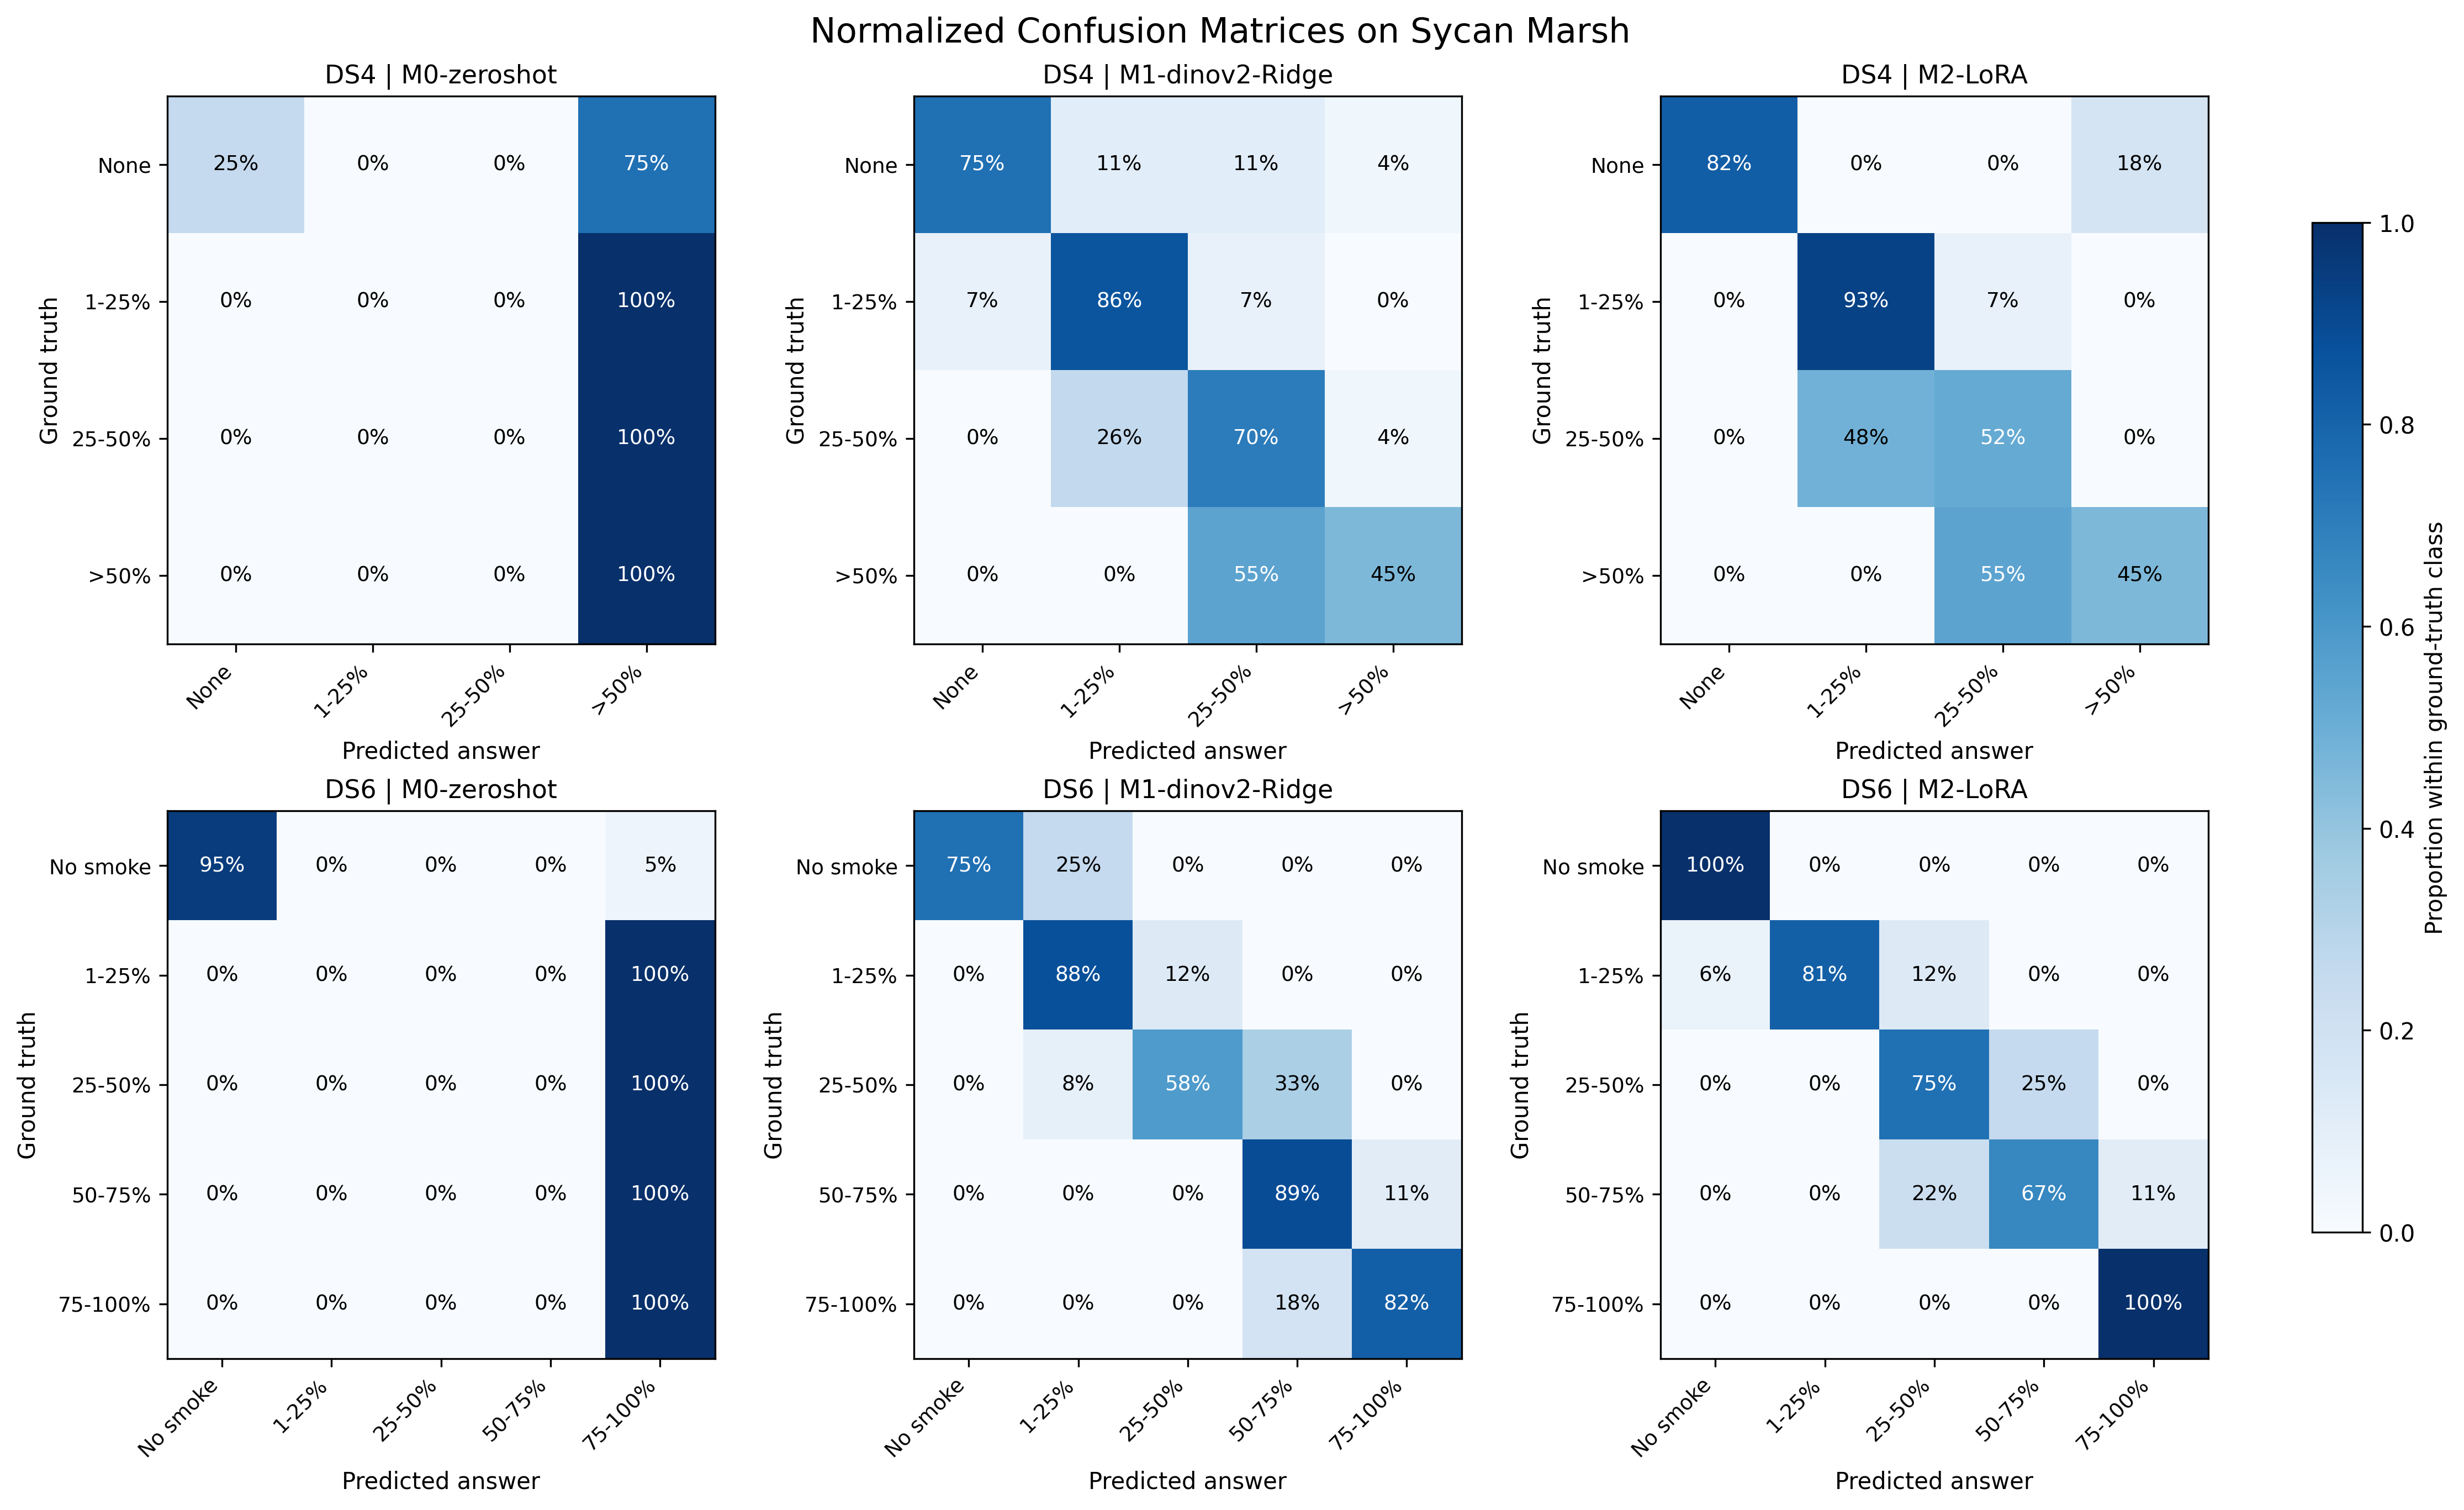 Normalized Confusion Matrices on Sycan Marsh
DS4 | M0-zeroshot
Ground truth
None 25% 0% 0% 75%
1-25% 0% 0% 0% 100%
25-50% 0% 0% 0% 100%
>50% 0% 0% 0% 100%
None 1-25% 25-50% >50%
Predicted answer
DS4 | M1-dinov2-Ridge
Ground truth
None 75% 11% 11% 4%
1-25% 7% 86% 7% 0%
25-50% 0% 26% 70% 4%
>50% 0% 0% 55% 45%
None 1-25% 25-50% >50%
Predicted answer
DS4 | M2-LoRA
Ground truth
None 82% 0% 0% 18%
1-25% 0% 93% 7% 0%
25-50% 0% 48% 52% 0%
>50% 0% 0% 55% 45%
None 1-25% 25-50% >50%
Predicted answer
DS6 | M0-zeroshot
Ground truth
No smoke 95% 0% 0% 0% 5%
1-25% 0% 0% 0% 0% 100%
25-50% 0% 0% 0% 0% 100%
50-75% 0% 0% 0% 0% 100%
75-100% 0% 0% 0% 0% 100%
No smoke 1-25% 25-50% 50-75% 75-100%
Predicted answer
DS6 | M1-dinov2-Ridge
Ground truth
No smoke 75% 25% 0% 0% 0%
1-25% 0% 88% 12% 0% 0%
25-50% 0% 8% 58% 33% 0%
50-75% 0% 0% 0% 89% 11%
75-100% 0% 0% 0% 18% 82%
No smoke 1-25% 25-50% 50-75% 75-100%
Predicted answer
DS6 | M2-LoRA
Ground truth
No smoke 100% 0% 0% 0% 0%
1-25% 6% 81% 12% 0% 0%
25-50% 0% 0% 75% 25% 0%
50-75% 0% 0% 22% 67% 11%
75-100% 0% 0% 0% 0% 100%
No smoke 1-25% 25-50% 50-75% 75-100%
Predicted answer
1.0
0.8
0.6
0.4
0.2
0.0
Proportion within ground-truth class